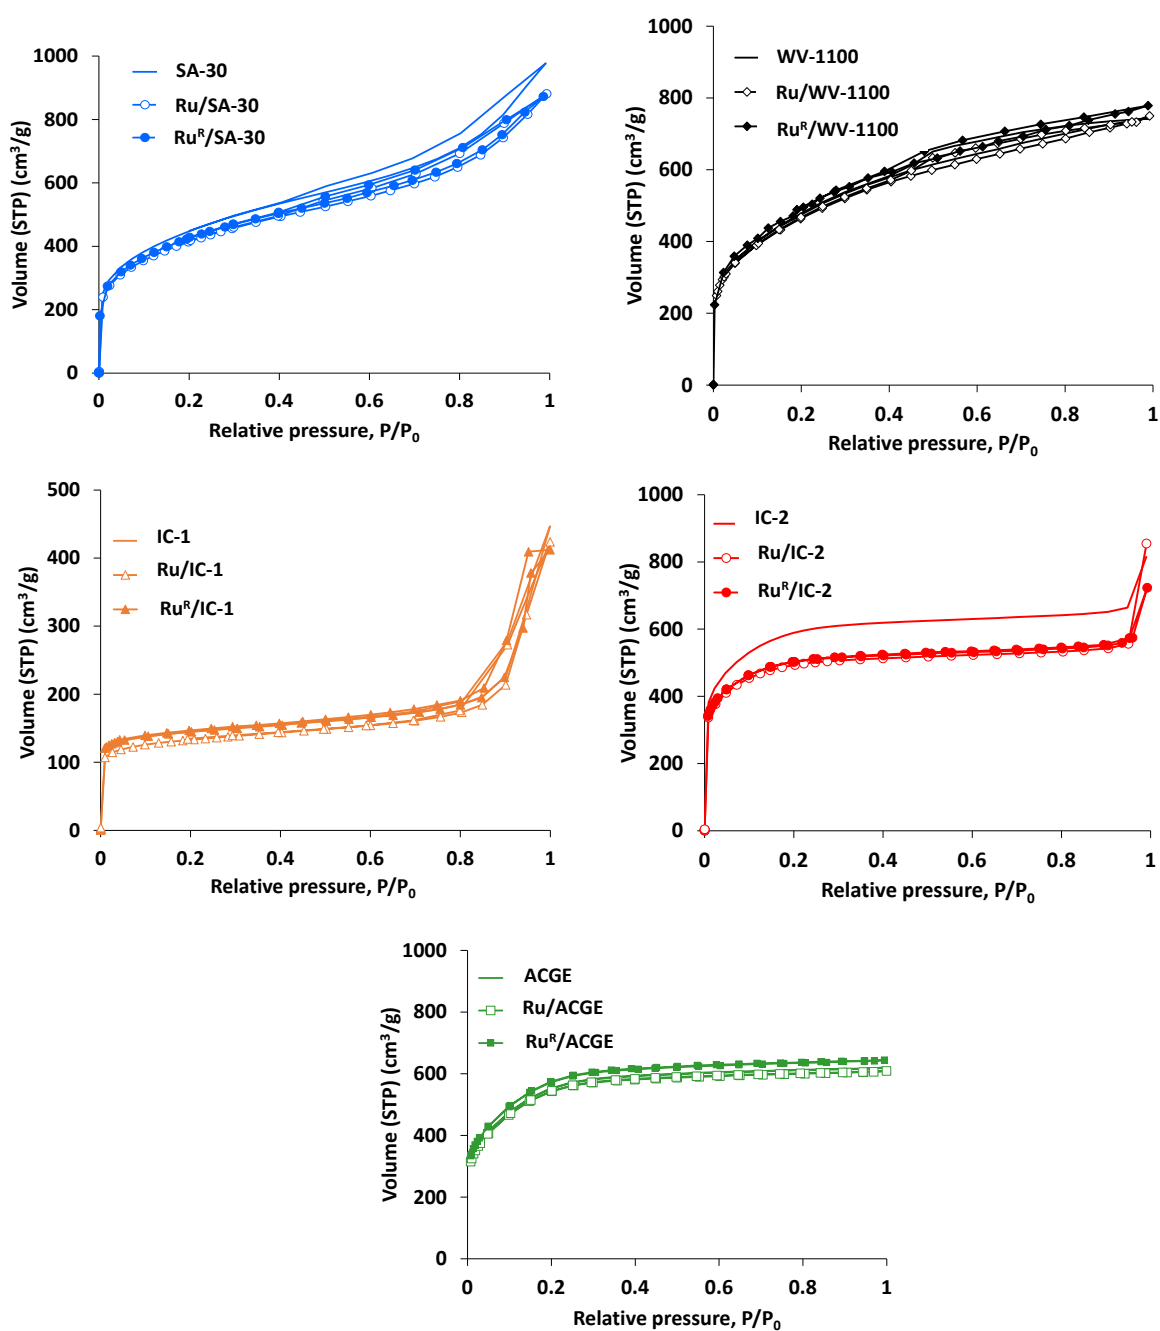 1000
800
600
400
200
0
Volume (STP) (cm³/g)
SA-30
Ru/SA-30
Ruᴿ/SA-30
0 0.2 0.4 0.6 0.8 1
Relative pressure, P/P₀
1000
800
600
400
200
0
Volume (STP) (cm³/g)
WV-1100
Ru/WV-1100
Ruᴿ/WV-1100
0 0.2 0.4 0.6 0.8 1
Relative pressure, P/P₀
500
400
300
200
100
0
Volume (STP) (cm³/g)
IC-1
Ru/IC-1
Ruᴿ/IC-1
0 0.2 0.4 0.6 0.8 1
Relative pressure, P/P₀
1000
800
600
400
200
0
Volume (STP) (cm³/g)
IC-2
Ru/IC-2
Ruᴿ/IC-2
0 0.2 0.4 0.6 0.8 1
Relative pressure, P/P₀
1000
800
600
400
200
0
Volume (STP) (cm³/g)
ACGE
Ru/ACGE
Ruᴿ/ACGE
0 0.2 0.4 0.6 0.8 1
Relative pressure, P/P₀